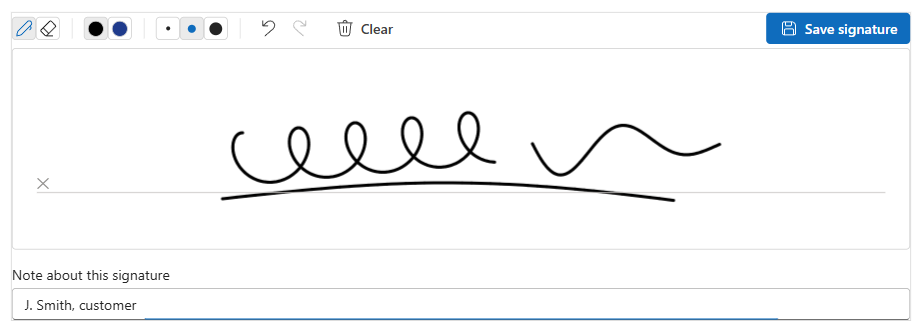 Clear
Save signature
Note about this signature
J. Smith, customer